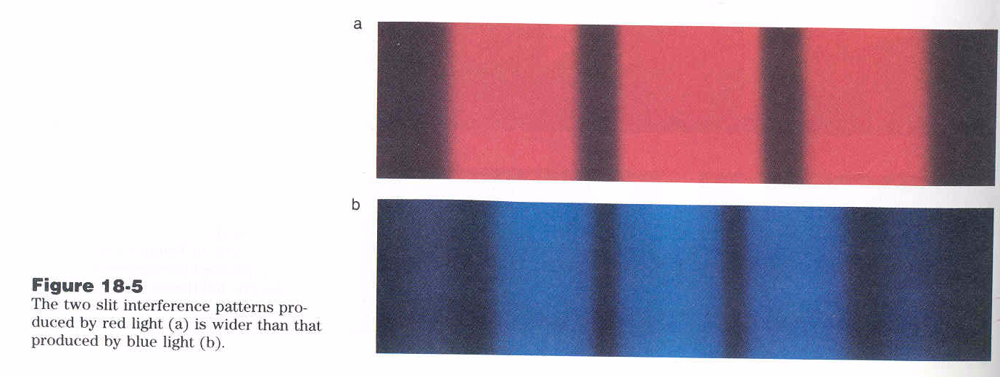 a
b
Figure 18-5
The two slit interference patterns pro-
duced by red light (a) is wider than that
produced by blue light (b).